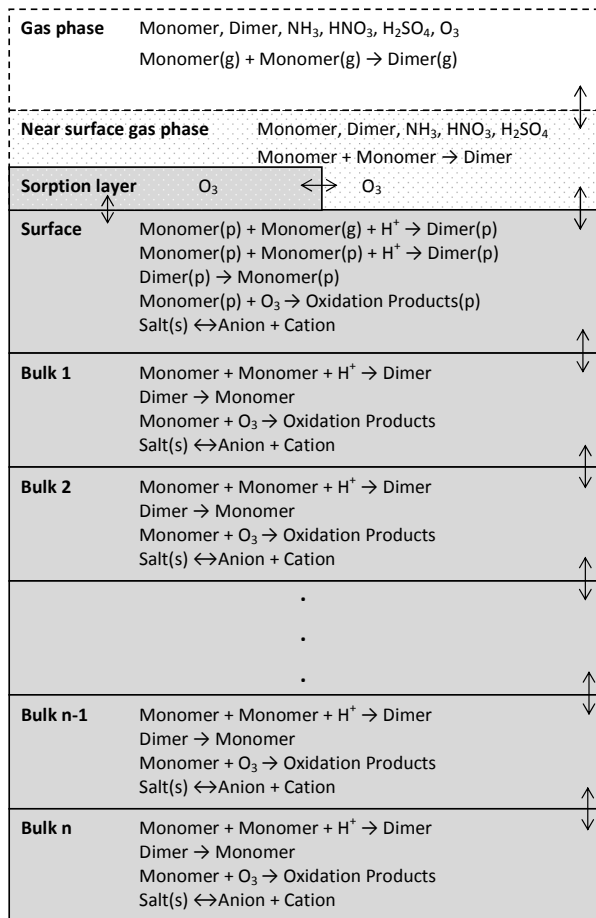 Gas phase Monomer, Dimer, NH₃, HNO₃, H₂SO₄, O₃
Monomer(g) + Monomer(g) → Dimer(g)
Near surface gas phase Monomer, Dimer, NH₃, HNO₃, H₂SO₄
Monomer + Monomer → Dimer
Sorption layer O₃ O₃
Surface Monomer(p) + Monomer(g) + H⁺ → Dimer(p)
Monomer(p) + Monomer(p) + H⁺ → Dimer(p)
Dimer(p) → Monomer(p)
Monomer(p) + O₃ → Oxidation Products(p)
Salt(s) ↔Anion + Cation
Bulk 1 Monomer + Monomer + H⁺ → Dimer
Dimer → Monomer
Monomer + O₃ → Oxidation Products
Salt(s) ↔Anion + Cation
Bulk 2 Monomer + Monomer + H⁺ → Dimer
Dimer → Monomer
Monomer + O₃ → Oxidation Products
Salt(s) ↔Anion + Cation
.
.
.
Bulk n-1 Monomer + Monomer + H⁺ → Dimer
Dimer → Monomer
Monomer + O₃ → Oxidation Products
Salt(s) ↔Anion + Cation
Bulk n Monomer + Monomer + H⁺ → Dimer
Dimer → Monomer
Monomer + O₃ → Oxidation Products
Salt(s) ↔Anion + Cation